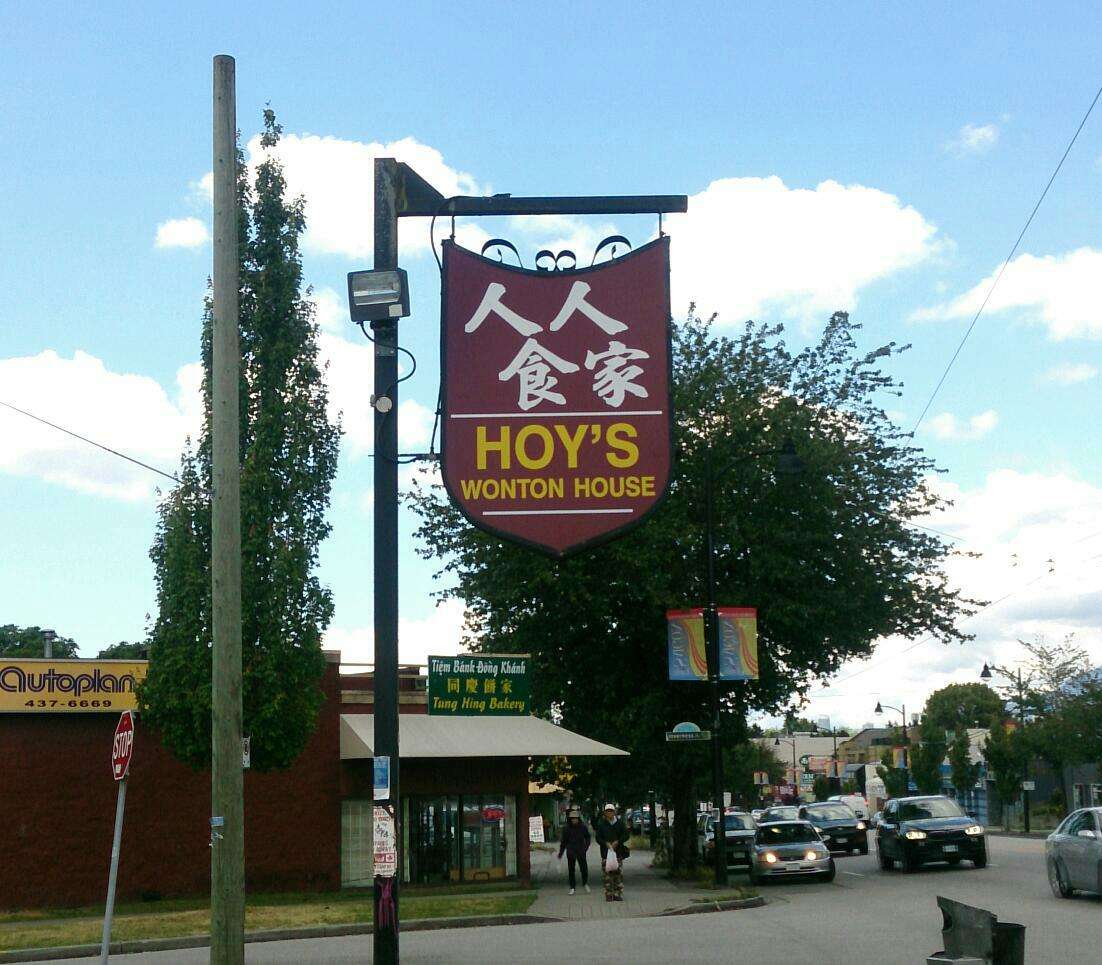 人人
食家
HOY'S
WONTON HOUSE
Tiệm Bánh Đông Khánh
同慶餅家
Tung Hing Bakery
Autoplan
437-6669
STOP